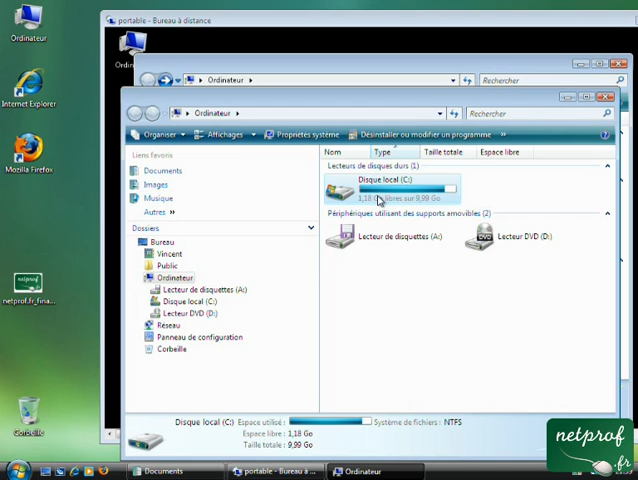 Ordinateur
Internet Explorer
Mozilla Firefox
netprof.fr_fina...
Corbeille
portable - Bureau à distance
Ordin
Ordinateur
Rechercher
Ordinateur
Rechercher
Organiser
Affichages
Propriétés système
Désinstaller ou modifier un programme
»
Liens favoris
Documents
Images
Musique
Autres »
Dossiers
Bureau
Vincent
Public
Ordinateur
Lecteur de disquettes (A:)
Disque local (C:)
Lecteur DVD (D:)
Réseau
Panneau de configuration
Corbeille
Nom Type Taille totale Espace libre
Lecteurs de disques durs (1)
Disque local (C:)
1,18 Go libres sur 9,99 Go
Périphériques utilisant des supports amovibles (2)
Lecteur de disquettes (A:)
DVD
Lecteur DVD (D:)
Disque local (C:) Espace utilisé : Système de fichiers : NTFS
Espace libre : 1,18 Go
Taille totale : 9,99 Go
Documents
portable - Bureau à ...
Ordinateur
netprof
.fr